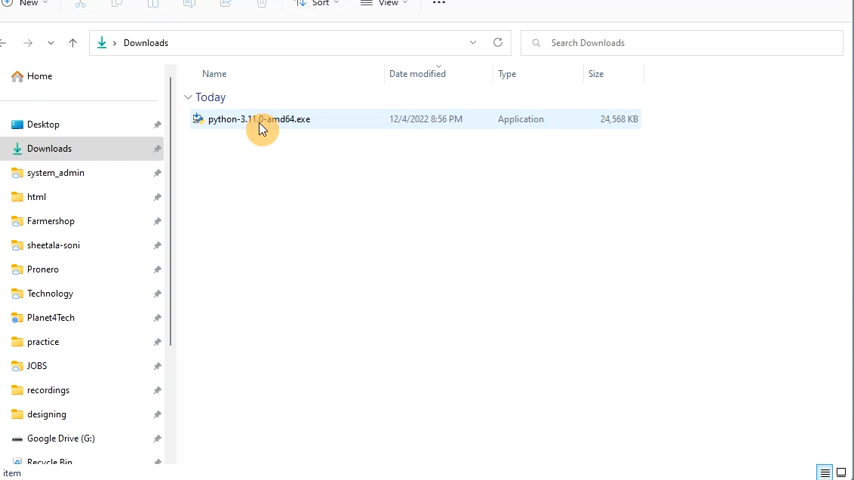 New
Sort
View
Downloads
Search Downloads
Home
Name
Date modified
Type
Size
Today
python-3.11.0-amd64.exe
12/4/2022 8:56 PM
Application
24,568 KB
Desktop
Downloads
system_admin
html
Farmershop
sheetala-soni
Pronero
Technology
Planet4Tech
practice
JOBS
recordings
designing
Google Drive (G:)
Recycle Bin
item